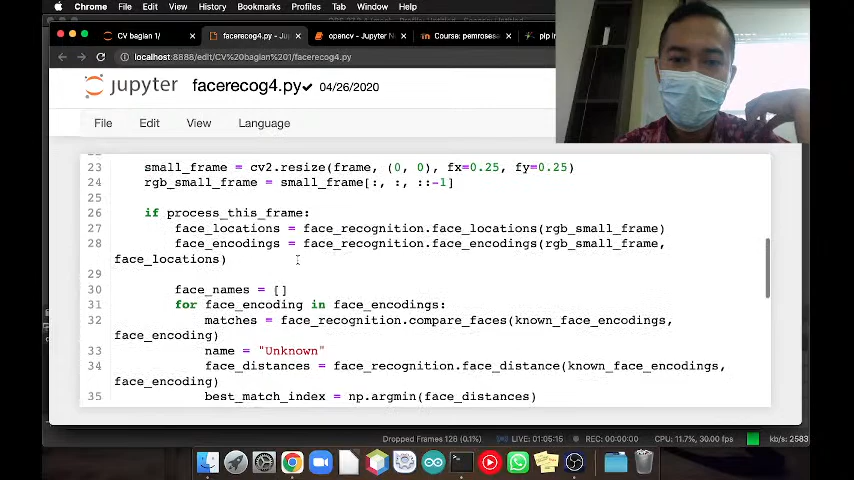 Chrome File Edit View History Bookmarks Profiles Tab Window Help
CV bagian 1/
facerecog4.py - Ju
opencv - Jupyter N
Course: pemrosesa
pip in
localhost:8888/edit/CV%20bagian%201/facerecog4.py
jupyter facerecog4.py 04/26/2020
File Edit View Language
23 small_frame = cv2.resize(frame, (0, 0), fx=0.25, fy=0.25)
24 rgb_small_frame = small_frame[:, :, ::-1]
25
26 if process_this_frame:
27 face_locations = face_recognition.face_locations(rgb_small_frame)
28 face_encodings = face_recognition.face_encodings(rgb_small_frame,
face_locations)
29
30 face_names = []
31 for face_encoding in face_encodings:
32 matches = face_recognition.compare_faces(known_face_encodings,
face_encoding)
33 name = "Unknown"
34 face_distances = face_recognition.face_distance(known_face_encodings,
face_encoding)
35 best_match_index = np.argmin(face_distances)
Dropped Frames 128 (0.1%) LIVE: 01:05:15 REC: 00:00:00 CPU: 11.7%, 30.00 fps kb/s: 2583